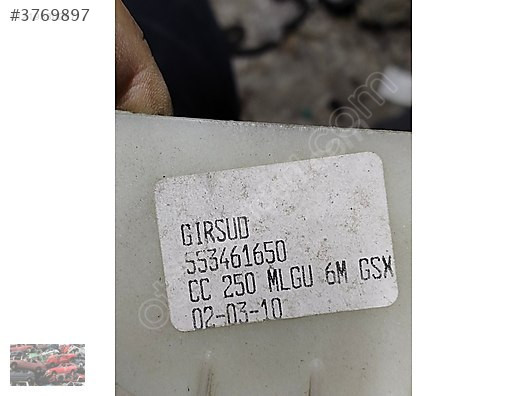 #3769897
GIRSUD
553461650
CC 250 MLGU 6M GSX
02-03-10